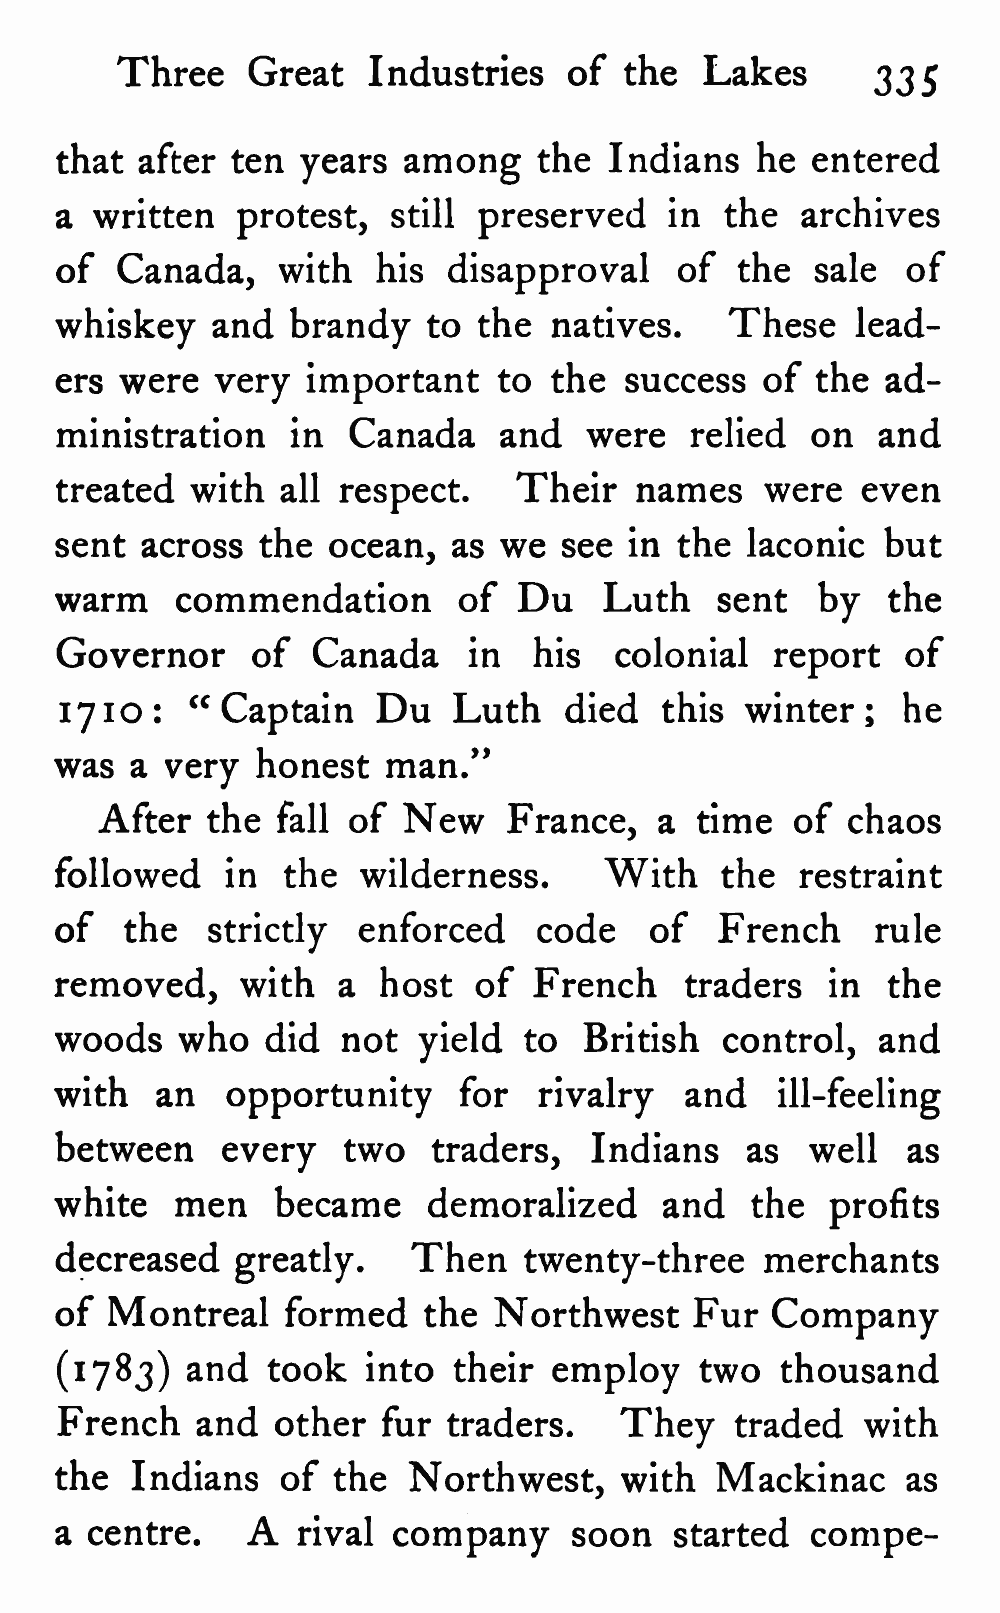 Three Great Industries of the Lakes 335
that after ten years among the Indians he entered
a written protest, still preserved in the archives
of Canada, with his disapproval of the sale of
whiskey and brandy to the natives. These lead-
ers were very important to the success of the ad-
ministration in Canada and were relied on and
treated with all respect. Their names were even
sent across the ocean, as we see in the laconic but
warm commendation of Du Luth sent by the
Governor of Canada in his colonial report of
1710: “Captain Du Luth died this winter; he
was a very honest man.”
After the fall of New France, a time of chaos
followed in the wilderness. With the restraint
of the strictly enforced code of French rule
removed, with a host of French traders in the
woods who did not yield to British control, and
with an opportunity for rivalry and ill-feeling
between every two traders, Indians as well as
white men became demoralized and the profits
decreased greatly. Then twenty-three merchants
of Montreal formed the Northwest Fur Company
(1783) and took into their employ two thousand
French and other fur traders. They traded with
the Indians of the Northwest, with Mackinac as
a centre. A rival company soon started compe-